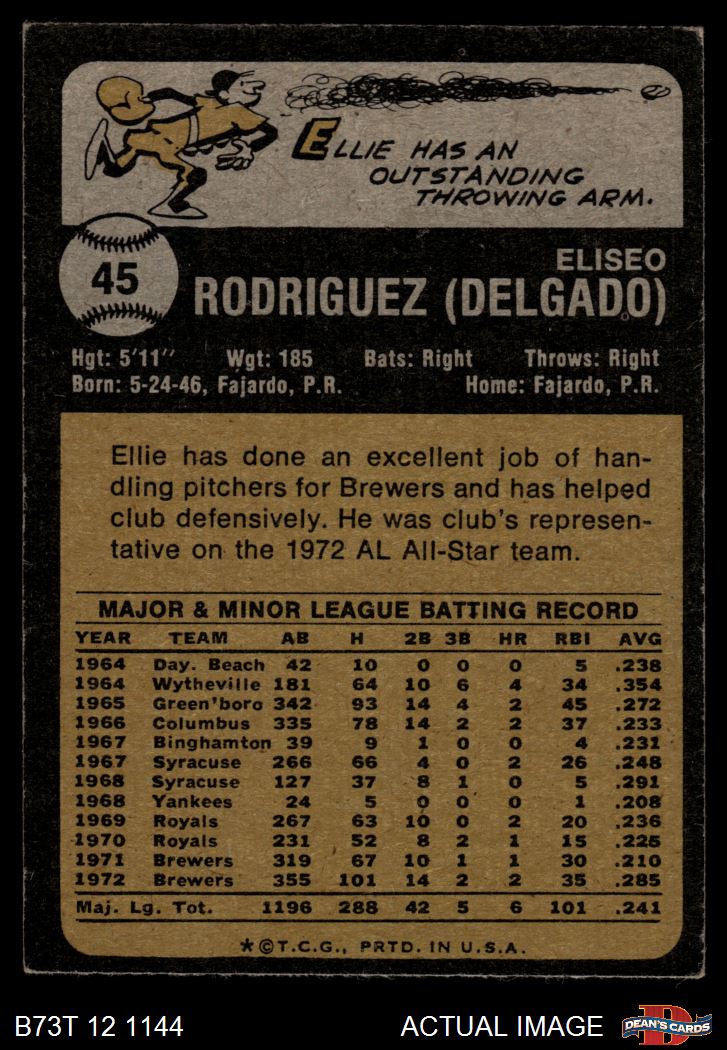 ELLIE HAS AN
OUTSTANDING
THROWING ARM.
45
ELISEO
RODRIGUEZ (DELGADO)
Hgt: 5'11" Wgt: 185 Bats: Right Throws: Right
Born: 5-24-46, Fajardo, P.R. Home: Fajardo, P.R.
Ellie has done an excellent job of han-
dling pitchers for Brewers and has helped
club defensively. He was club's represen-
tative on the 1972 AL All-Star team.
MAJOR & MINOR LEAGUE BATTING RECORD
YEAR TEAM AB H 2B 3B HR RBI AVG
1964 Day. Beach 42 10 0 0 0 5 .238
1964 Wytheville 181 64 10 6 4 34 .354
1965 Green'boro 342 93 14 4 2 45 .272
1966 Columbus 335 78 14 2 2 37 .233
1967 Binghamton 39 9 1 0 0 4 .231
1967 Syracuse 266 66 4 0 2 26 .248
1968 Syracuse 127 37 8 1 0 5 .291
1968 Yankees 24 5 0 0 0 1 .208
1969 Royals 267 63 10 0 2 20 .236
1970 Royals 231 52 8 2 1 15 .225
1971 Brewers 319 67 10 1 1 30 .210
1972 Brewers 355 101 14 2 2 35 .285
Maj. Lg. Tot. 1196 288 42 5 6 101 .241
*©T.C.G., PRTD. IN U.S.A.
B73T 12 1144 ACTUAL IMAGE
D
DEAN'S CARDS